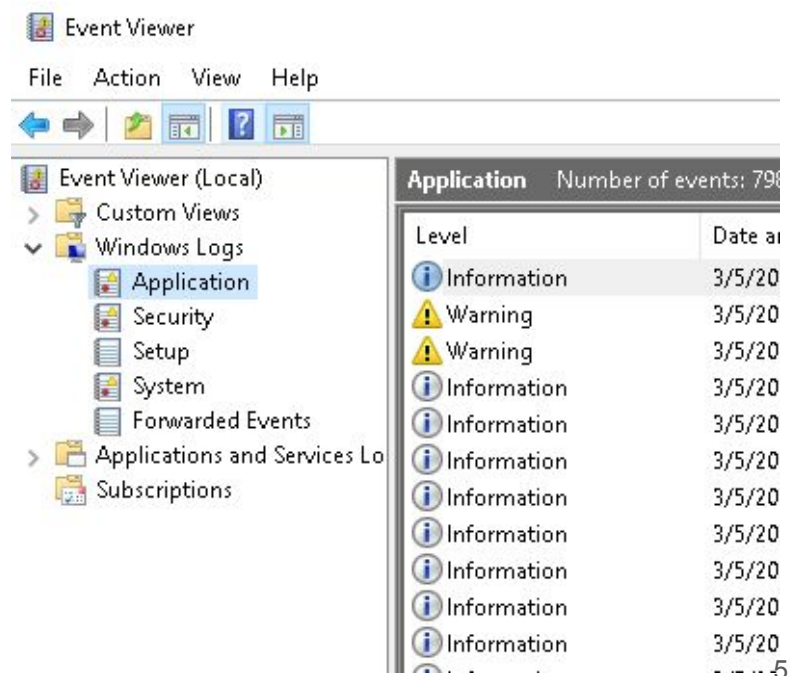 Event Viewer
File Action View Help
Event Viewer (Local)
Custom Views
Windows Logs
Application
Security
Setup
System
Forwarded Events
Applications and Services Lo
Subscriptions
Application Number of events: 798
Level Date a
Information 3/5/20
Warning 3/5/20
Warning 3/5/20
Information 3/5/20
Information 3/5/20
Information 3/5/20
Information 3/5/20
Information 3/5/20
Information 3/5/20
Information 3/5/20
Information 3/5/20
5